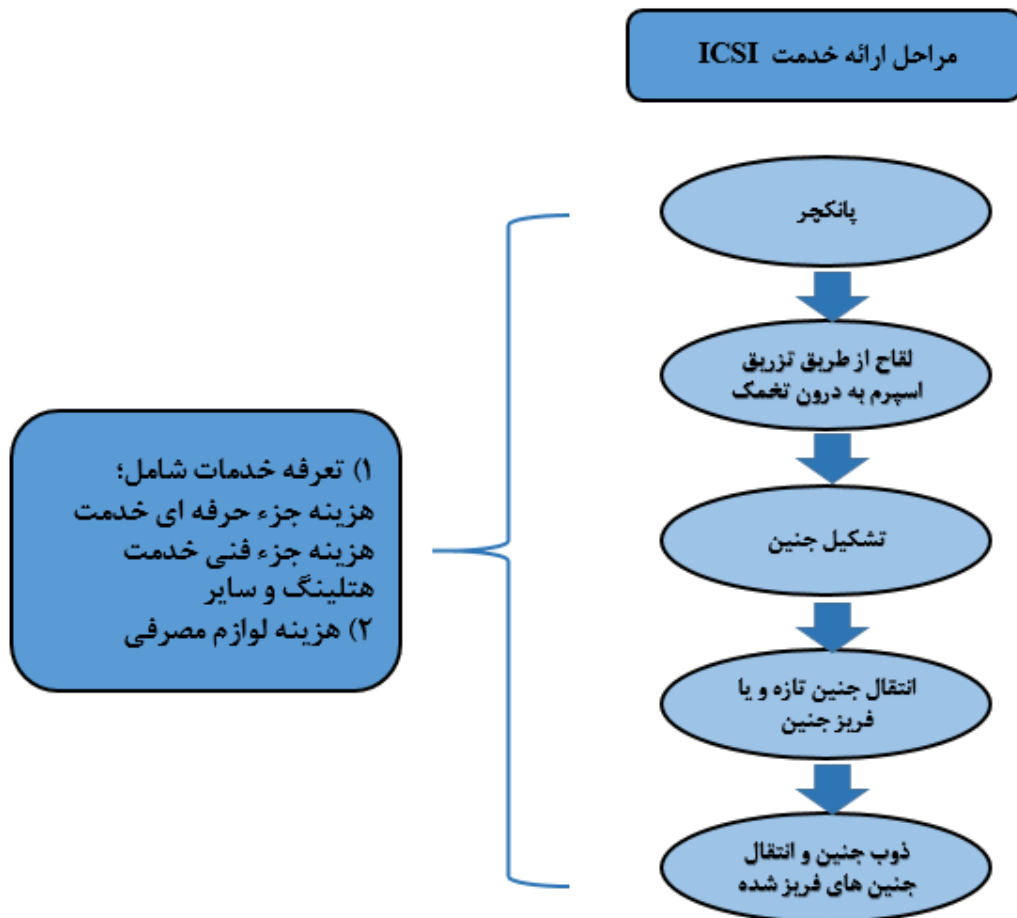 مراحل ارائه خدمت ICSI
پانکچر
لقاح از طریق تزریق
اسپرم به درون تخمک
تشکیل جنین
انتقال جنین تازه و یا
فریز جنین
ذوب جنین و انتقال
جنین های فریز شده
۱) تعرفه خدمات شامل؛
هزینه جزء حرفه ای خدمت
هزینه جزء فنی خدمت
هتلینگ و سایر
۲) هزینه لوازم مصرفی